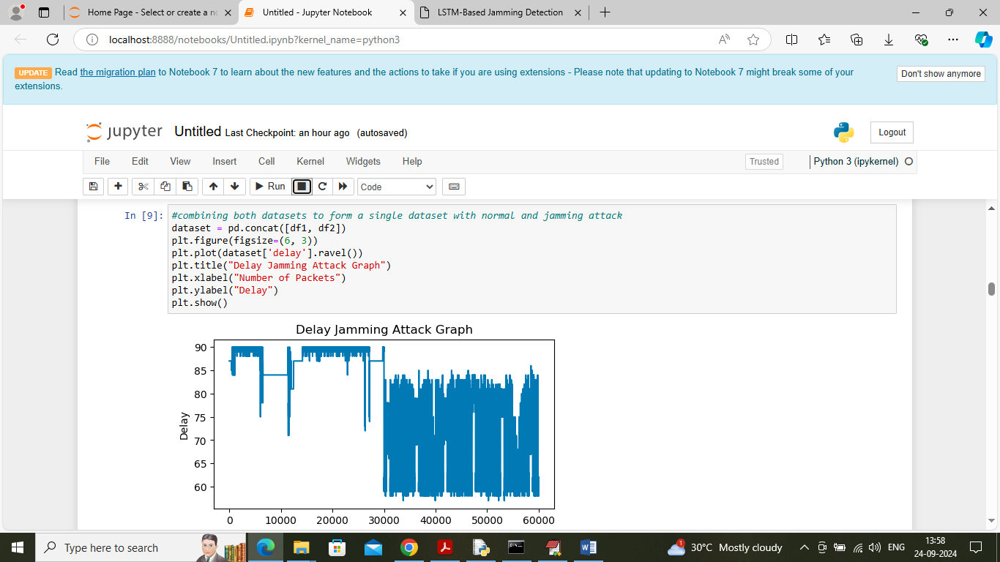 Home Page - Select or create a no
Untitled - Jupyter Notebook
LSTM-Based Jamming Detection
localhost:8888/notebooks/Untitled.ipynb?kernel_name=python3
UPDATE Read the migration plan to Notebook 7 to learn about the new features and the actions to take if you are using extensions - Please note that updating to Notebook 7 might break some of your
extensions.
Don't show anymore
jupyter Untitled Last Checkpoint: an hour ago (autosaved)
Logout
File Edit View Insert Cell Kernel Widgets Help
Trusted
Python 3 (ipykernel)
Run
Code
In [9]: #combining both datasets to form a single dataset with normal and jamming attack
dataset = pd.concat([df1, df2])
plt.figure(figsize=(6, 3))
plt.plot(dataset['delay'].ravel())
plt.title("Delay Jamming Attack Graph")
plt.xlabel("Number of Packets")
plt.ylabel("Delay")
plt.show()
Delay Jamming Attack Graph
90
85
80
75
70
65
60
Delay
0 10000 20000 30000 40000 50000 60000
Type here to search
1
30°C Mostly cloudy
ENG
13:58
24-09-2024